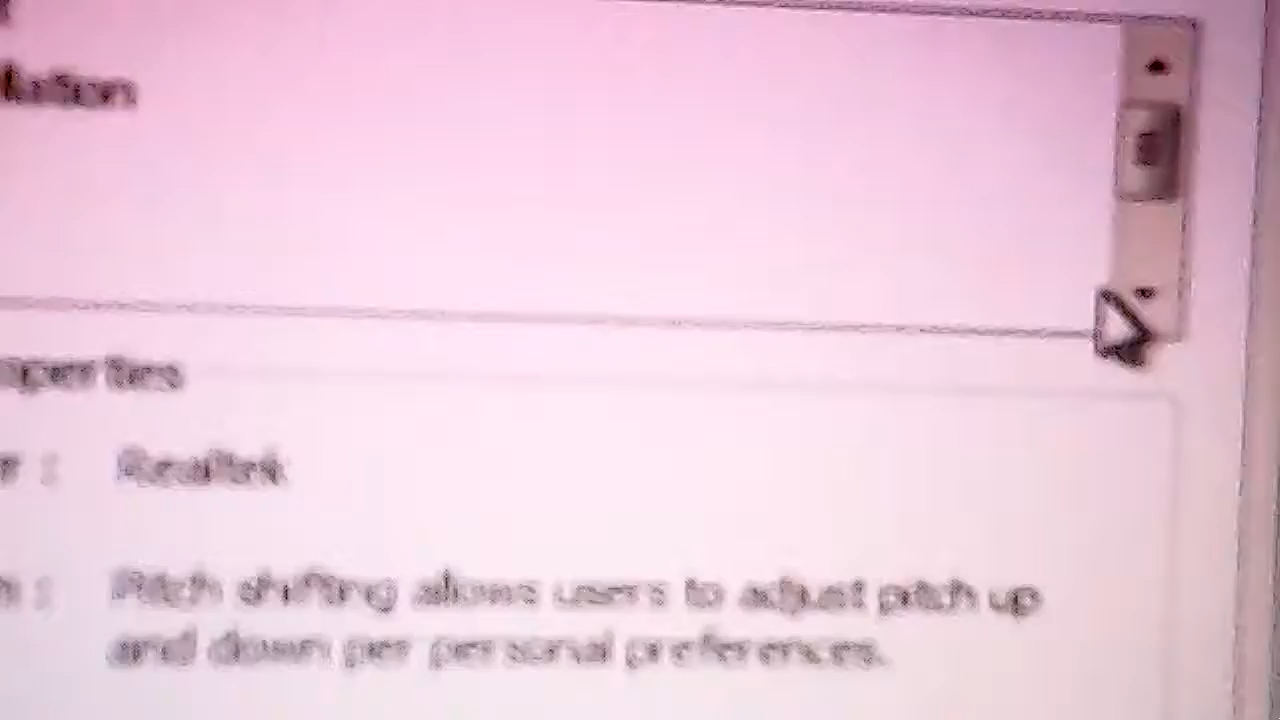 Realtek
Pitch shifting allows users to adjust pitch up
and down per personal preferences.